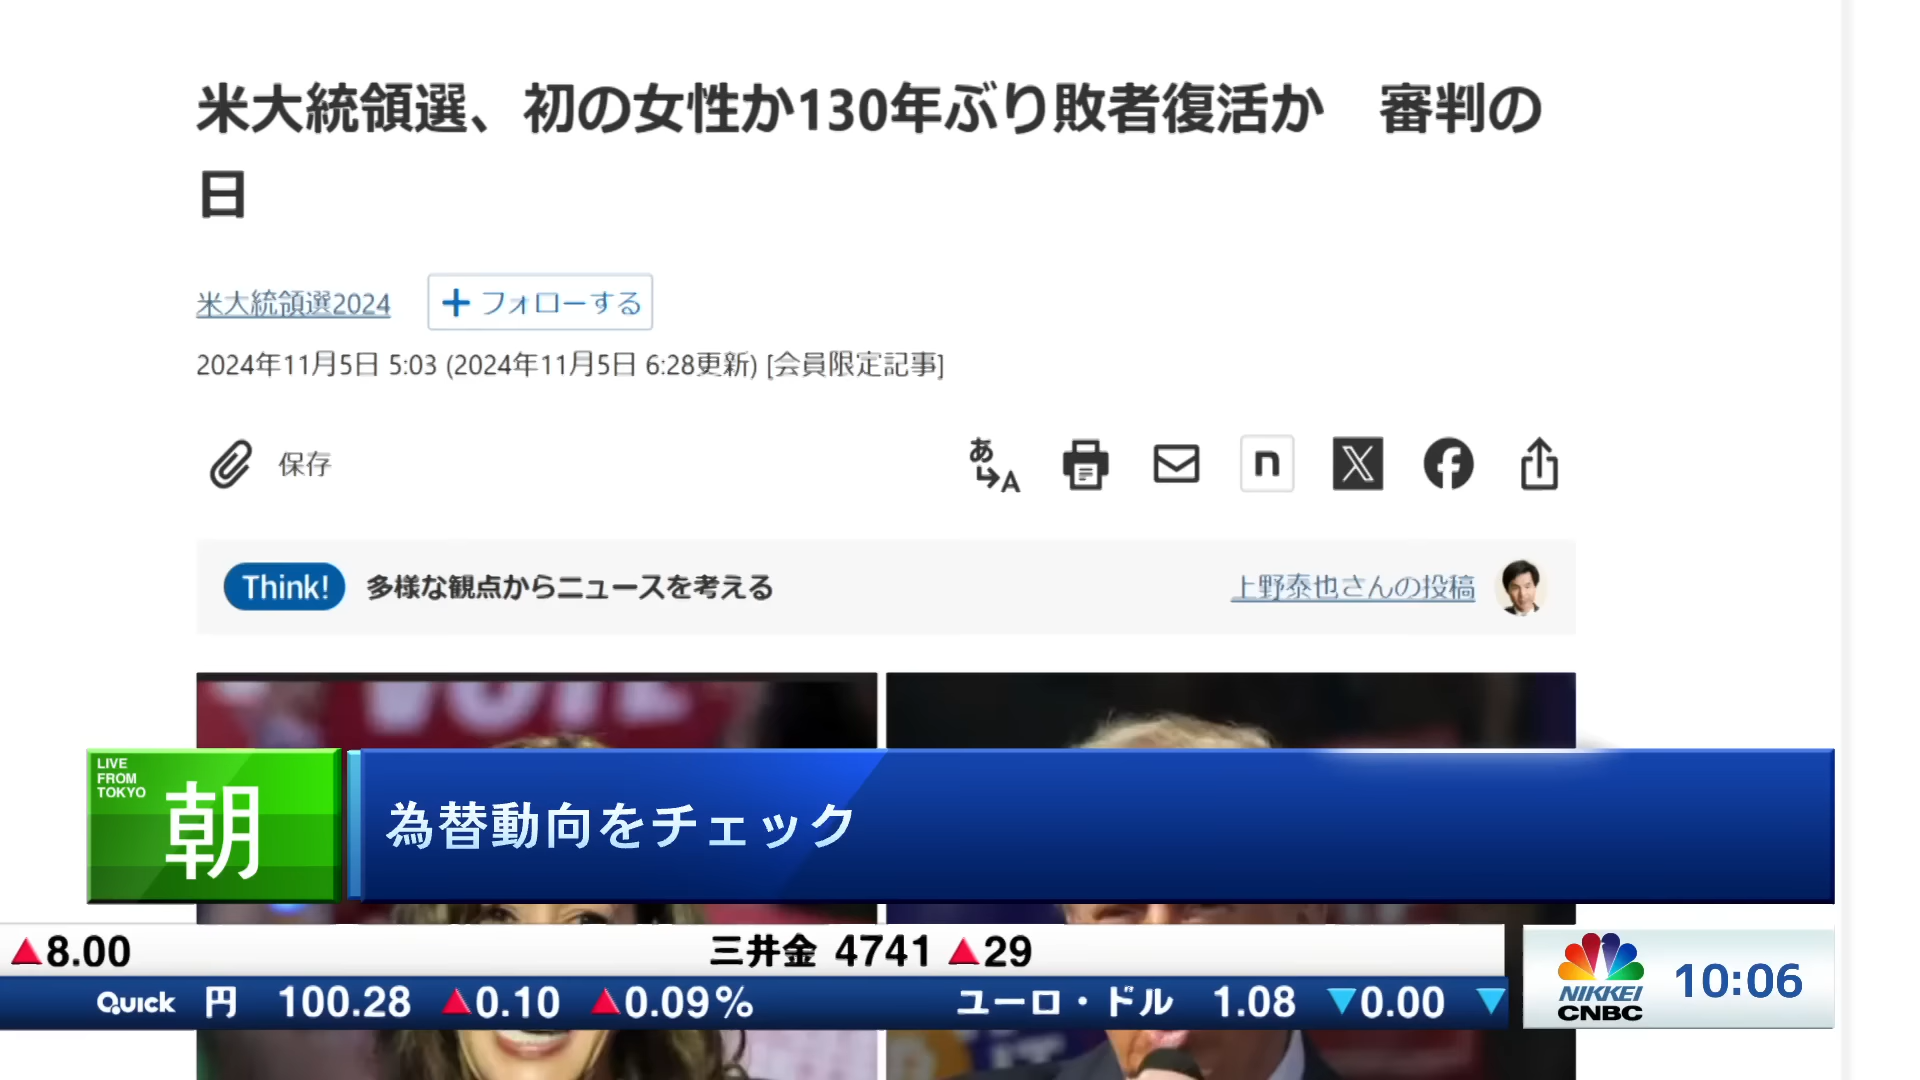 米大統領選、初の女性か130年ぶり敗者復活か　審判の
日
米大統領選2024
＋ フォローする
2024年11月5日 5:03 (2024年11月5日 6:28更新) [会員限定記事]
保存
あ
A
n
X
f
Think! 多様な観点からニュースを考える
上野泰也さんの投稿
VOTE
LIVE
FROM
TOKYO
朝
為替動向をチェック
▲8.00 三井金 4741 ▲29
QUICK 円 100.28 ▲0.10 ▲0.09% ユーロ・ドル 1.08 ▼0.00 ▼
NIKKEI
CNBC
10:06